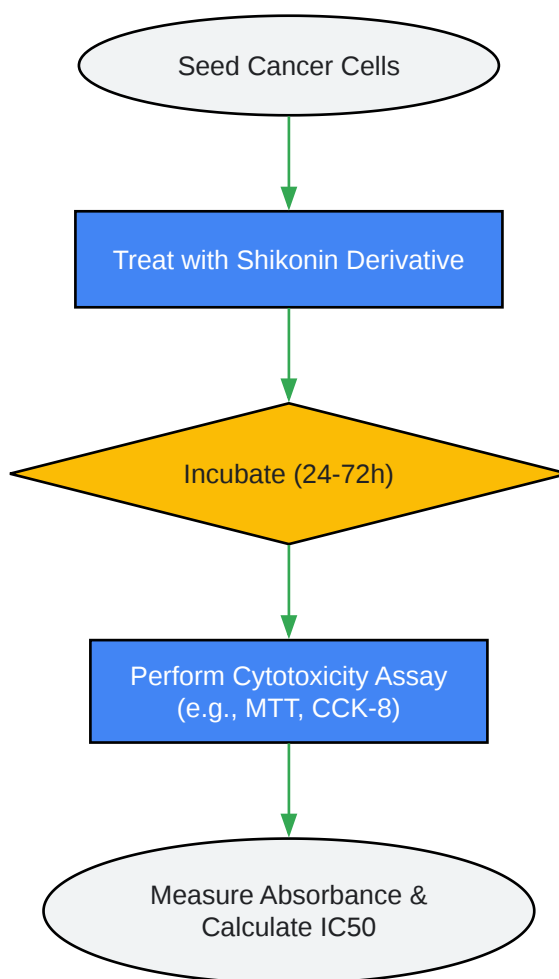 Seed Cancer Cells
Treat with Shikonin Derivative
Incubate (24-72h)
Perform Cytotoxicity Assay
(e.g., MTT, CCK-8)
Measure Absorbance &
Calculate IC50